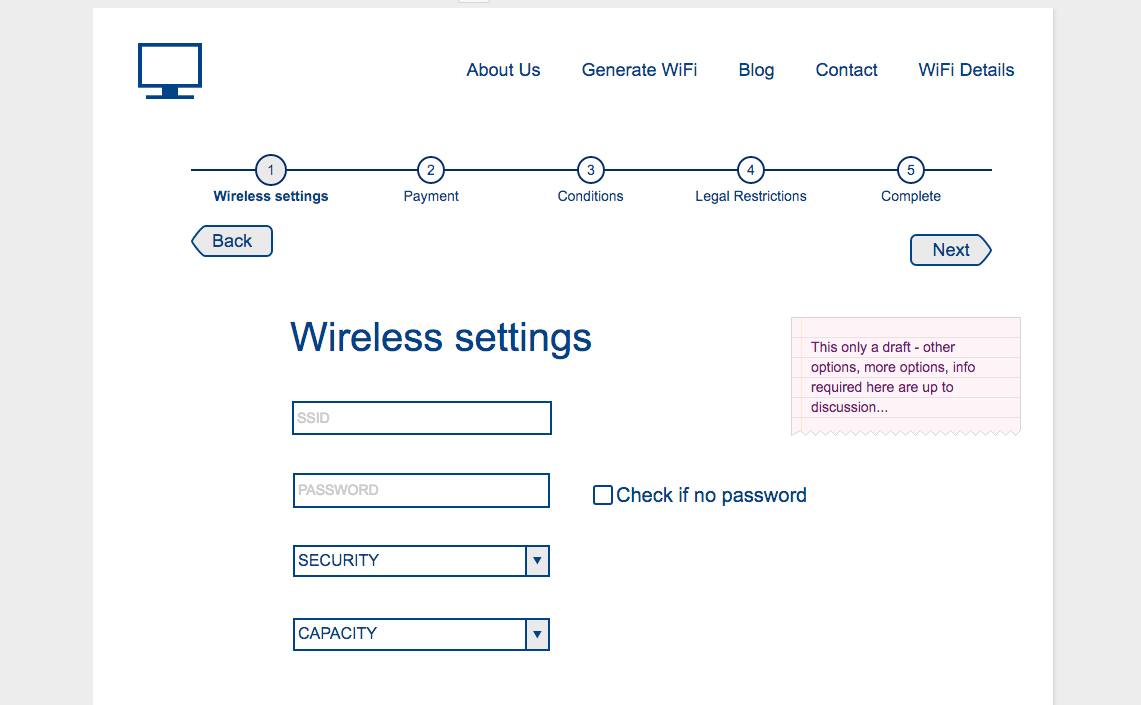 About Us Generate WiFi Blog Contact WiFi Details
1 2 3 4 5
Wireless settings Payment Conditions Legal Restrictions Complete
Back
Next
Wireless settings
This only a draft - other
options, more options, info
required here are up to
discussion...
SSID
PASSWORD
Check if no password
SECURITY
CAPACITY